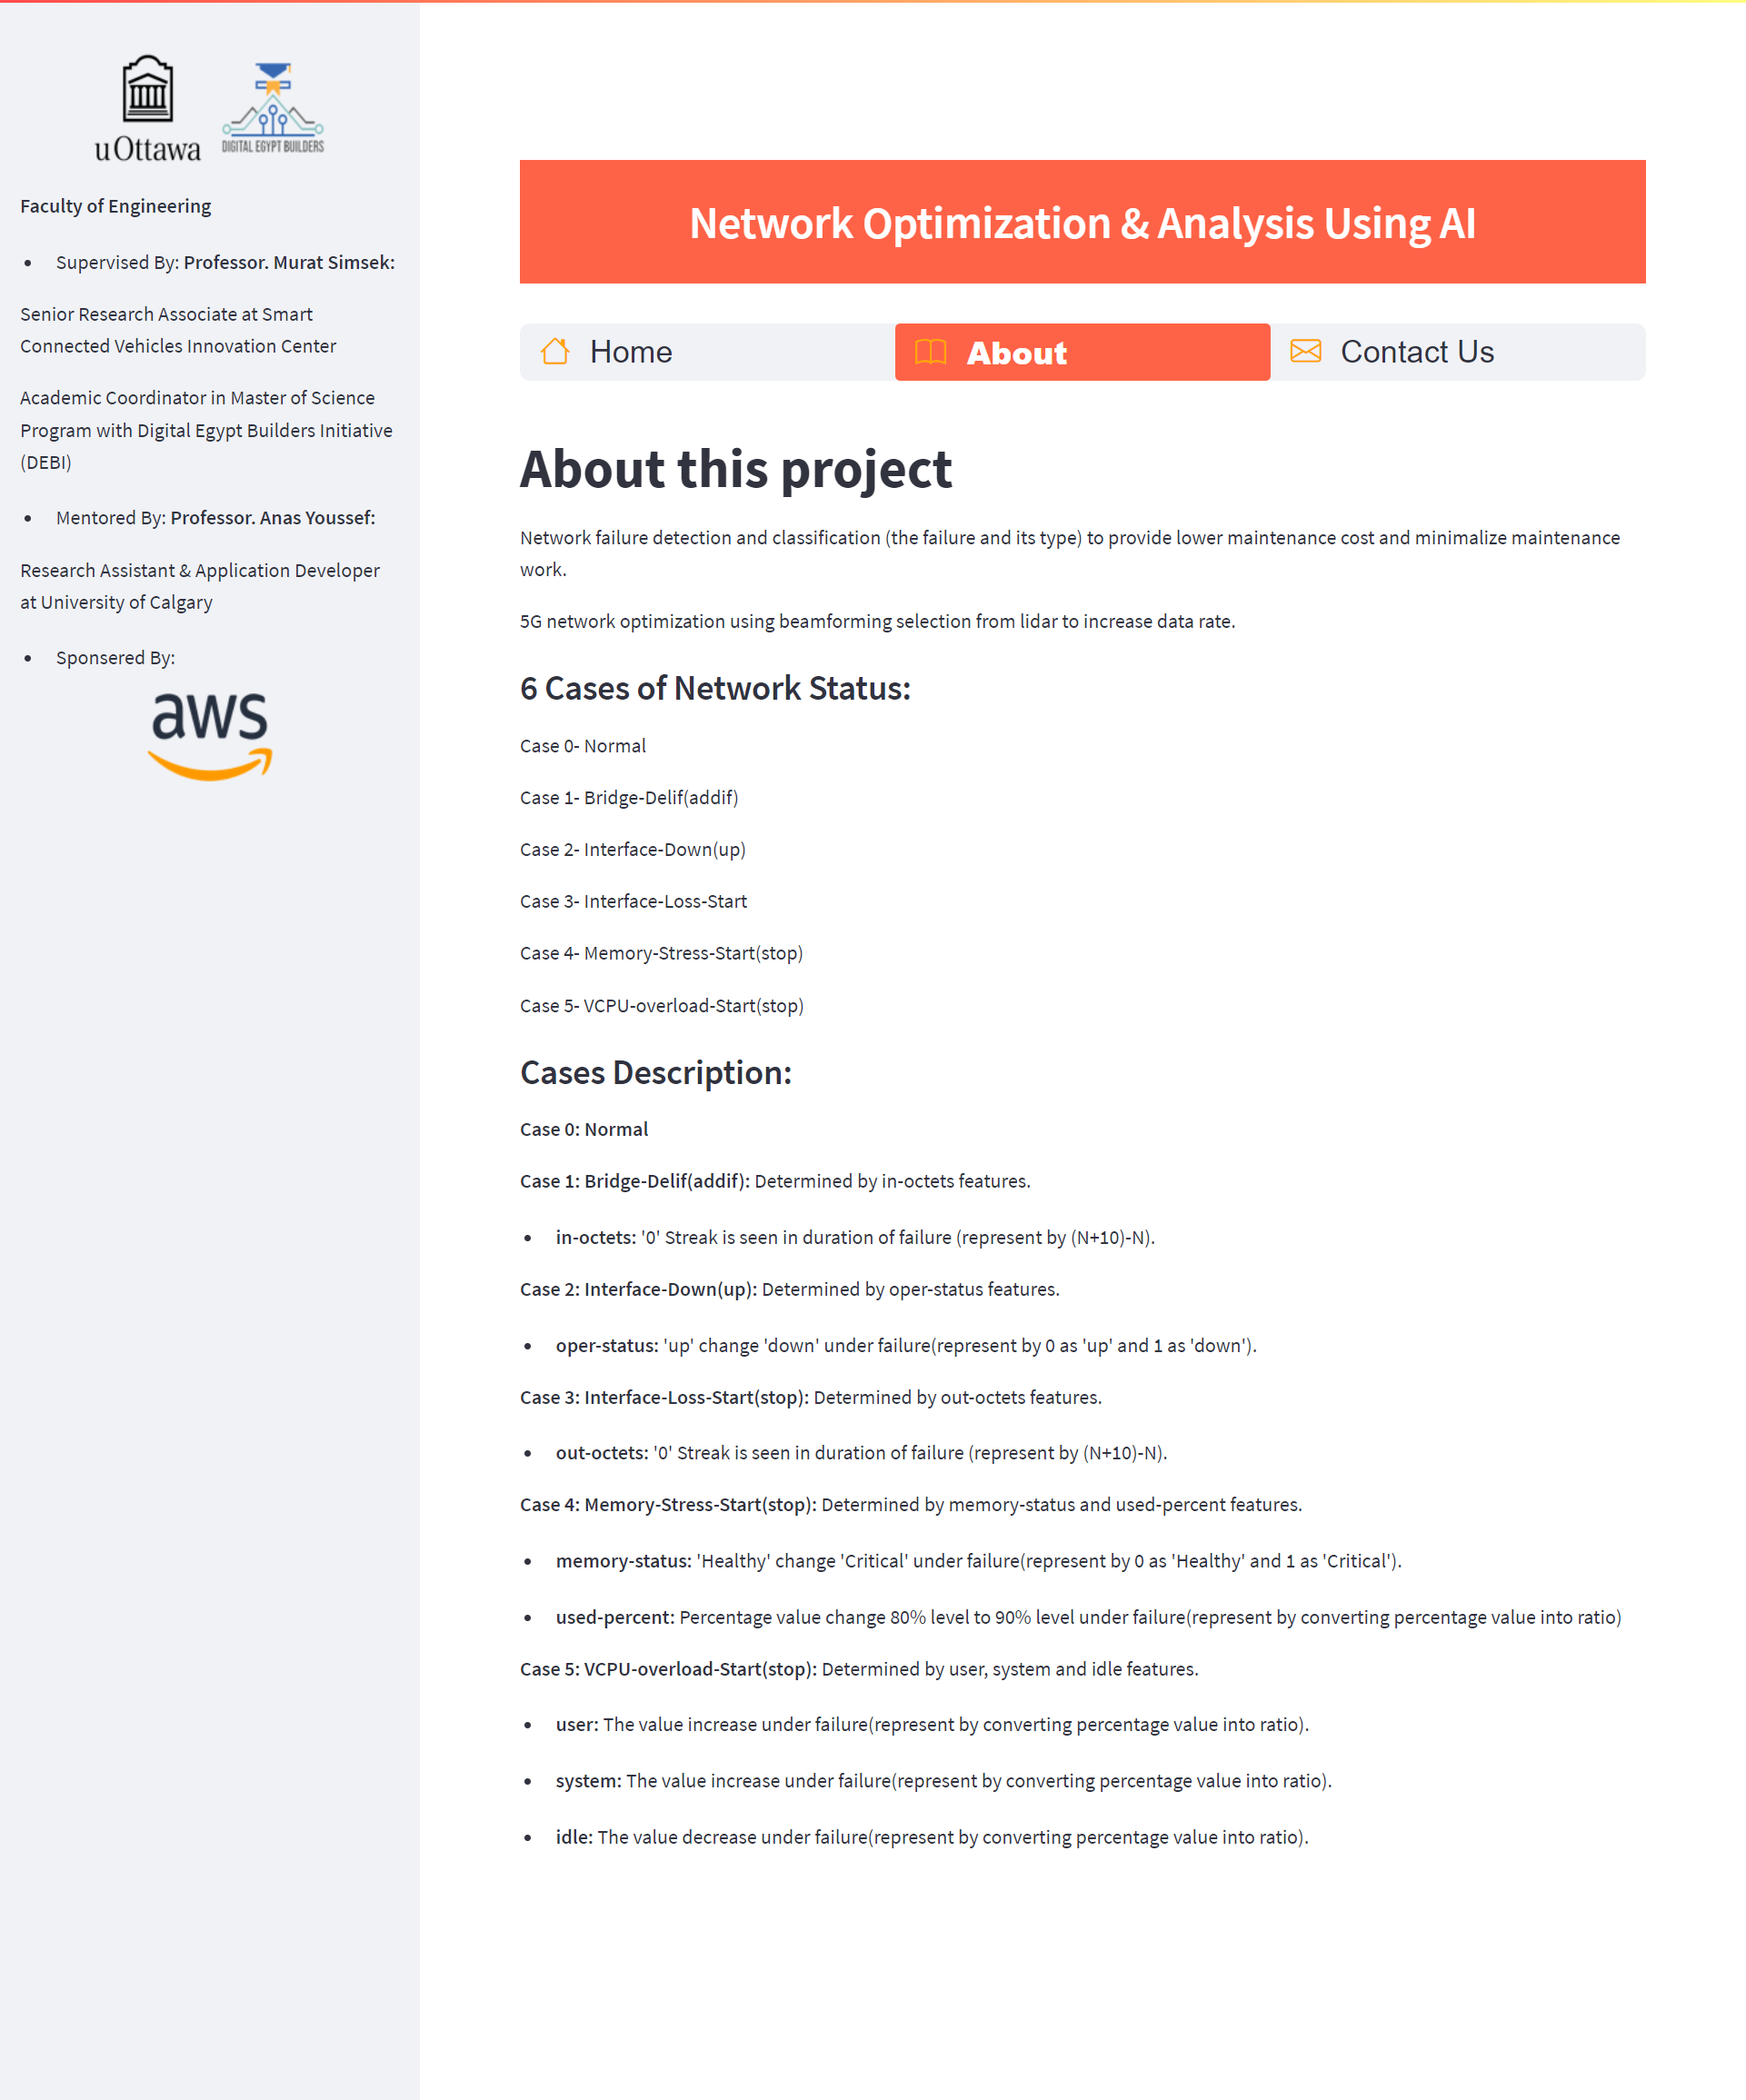 uOttawa
DIGITAL EGYPT BUILDERS
Faculty of Engineering
• Supervised By: Professor. Murat Simsek:
Senior Research Associate at Smart
Connected Vehicles Innovation Center
Academic Coordinator in Master of Science
Program with Digital Egypt Builders Initiative
(DEBI)
• Mentored By: Professor. Anas Youssef:
Research Assistant & Application Developer
at University of Calgary
• Sponsered By:
aws
Network Optimization & Analysis Using AI
Home
About
Contact Us
About this project
Network failure detection and classification (the failure and its type) to provide lower maintenance cost and minimalize maintenance
work.
5G network optimization using beamforming selection from lidar to increase data rate.
6 Cases of Network Status:
Case 0- Normal
Case 1- Bridge-Delif(addif)
Case 2- Interface-Down(up)
Case 3- Interface-Loss-Start
Case 4- Memory-Stress-Start(stop)
Case 5- VCPU-overload-Start(stop)
Cases Description:
Case 0: Normal
Case 1: Bridge-Delif(addif): Determined by in-octets features.
• in-octets: '0' Streak is seen in duration of failure (represent by (N+10)-N).
Case 2: Interface-Down(up): Determined by oper-status features.
• oper-status: 'up' change 'down' under failure(represent by 0 as 'up' and 1 as 'down').
Case 3: Interface-Loss-Start(stop): Determined by out-octets features.
• out-octets: '0' Streak is seen in duration of failure (represent by (N+10)-N).
Case 4: Memory-Stress-Start(stop): Determined by memory-status and used-percent features.
• memory-status: 'Healthy' change 'Critical' under failure(represent by 0 as 'Healthy' and 1 as 'Critical').
• used-percent: Percentage value change 80% level to 90% level under failure(represent by converting percentage value into ratio)
Case 5: VCPU-overload-Start(stop): Determined by user, system and idle features.
• user: The value increase under failure(represent by converting percentage value into ratio).
• system: The value increase under failure(represent by converting percentage value into ratio).
• idle: The value decrease under failure(represent by converting percentage value into ratio).